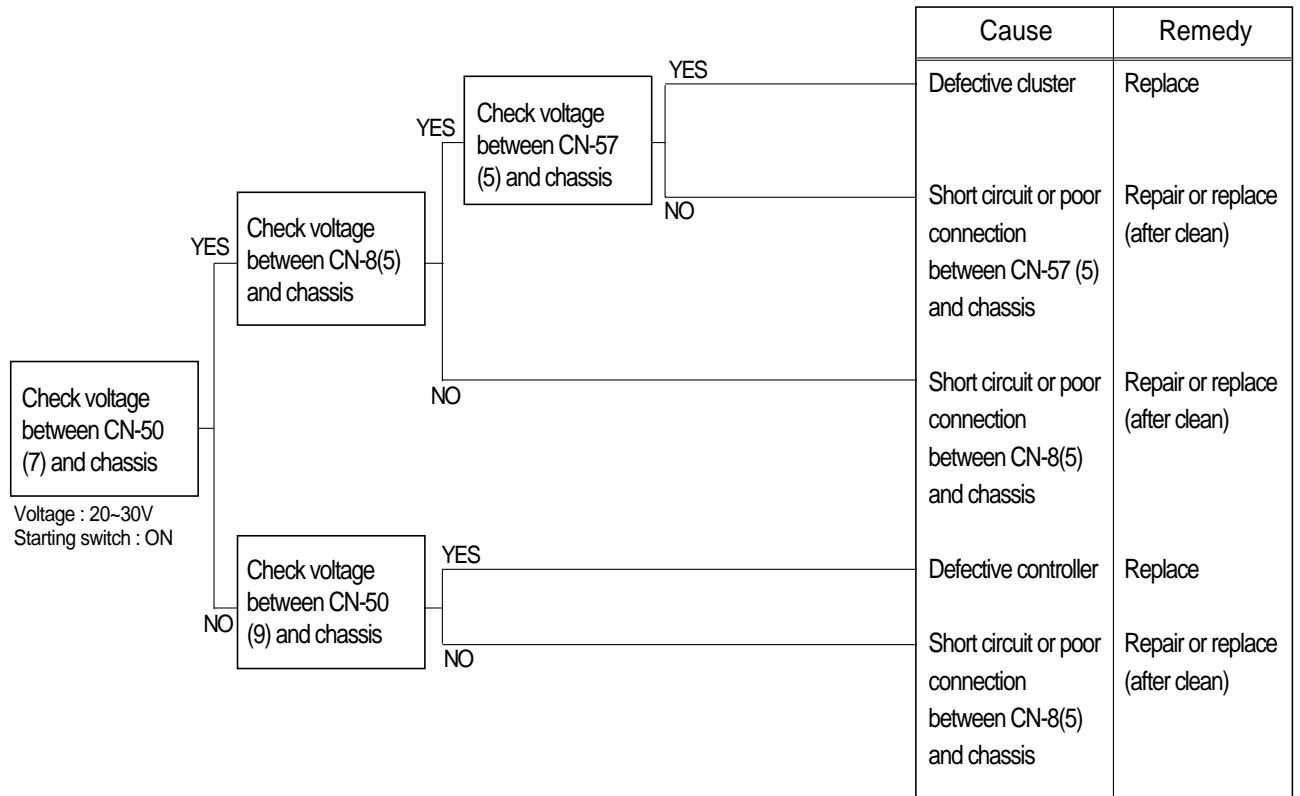 Cause
Remedy
YES
Defective cluster
Replace
Check voltage
between CN-57
(5) and chassis
YES
NO
Short circuit or poor
connection
between CN-57 (5)
and chassis
Repair or replace
(after clean)
Check voltage
between CN-8(5)
and chassis
YES
NO
Short circuit or poor
connection
between CN-8(5)
and chassis
Repair or replace
(after clean)
Check voltage
between CN-50
(7) and chassis
Voltage : 20~30V
Starting switch : ON
YES
Defective controller
Replace
Check voltage
between CN-50
(9) and chassis
NO
NO
Short circuit or poor
connection
between CN-8(5)
and chassis
Repair or replace
(after clean)